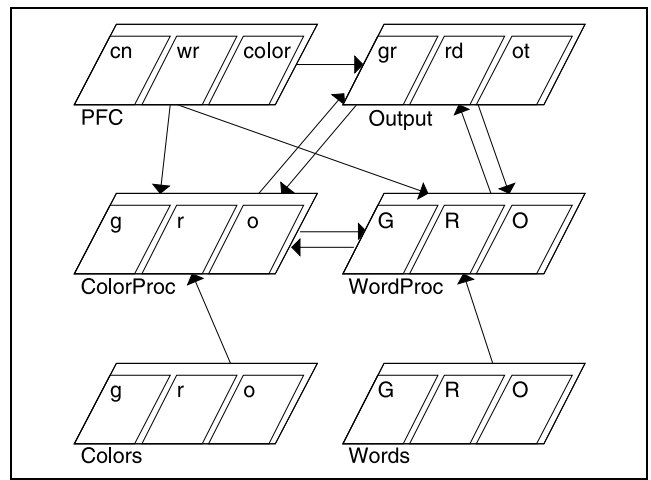 cn wr color gr rd ot
PFC Output
g r o G R O
ColorProc WordProc
g r o G R O
Colors Words